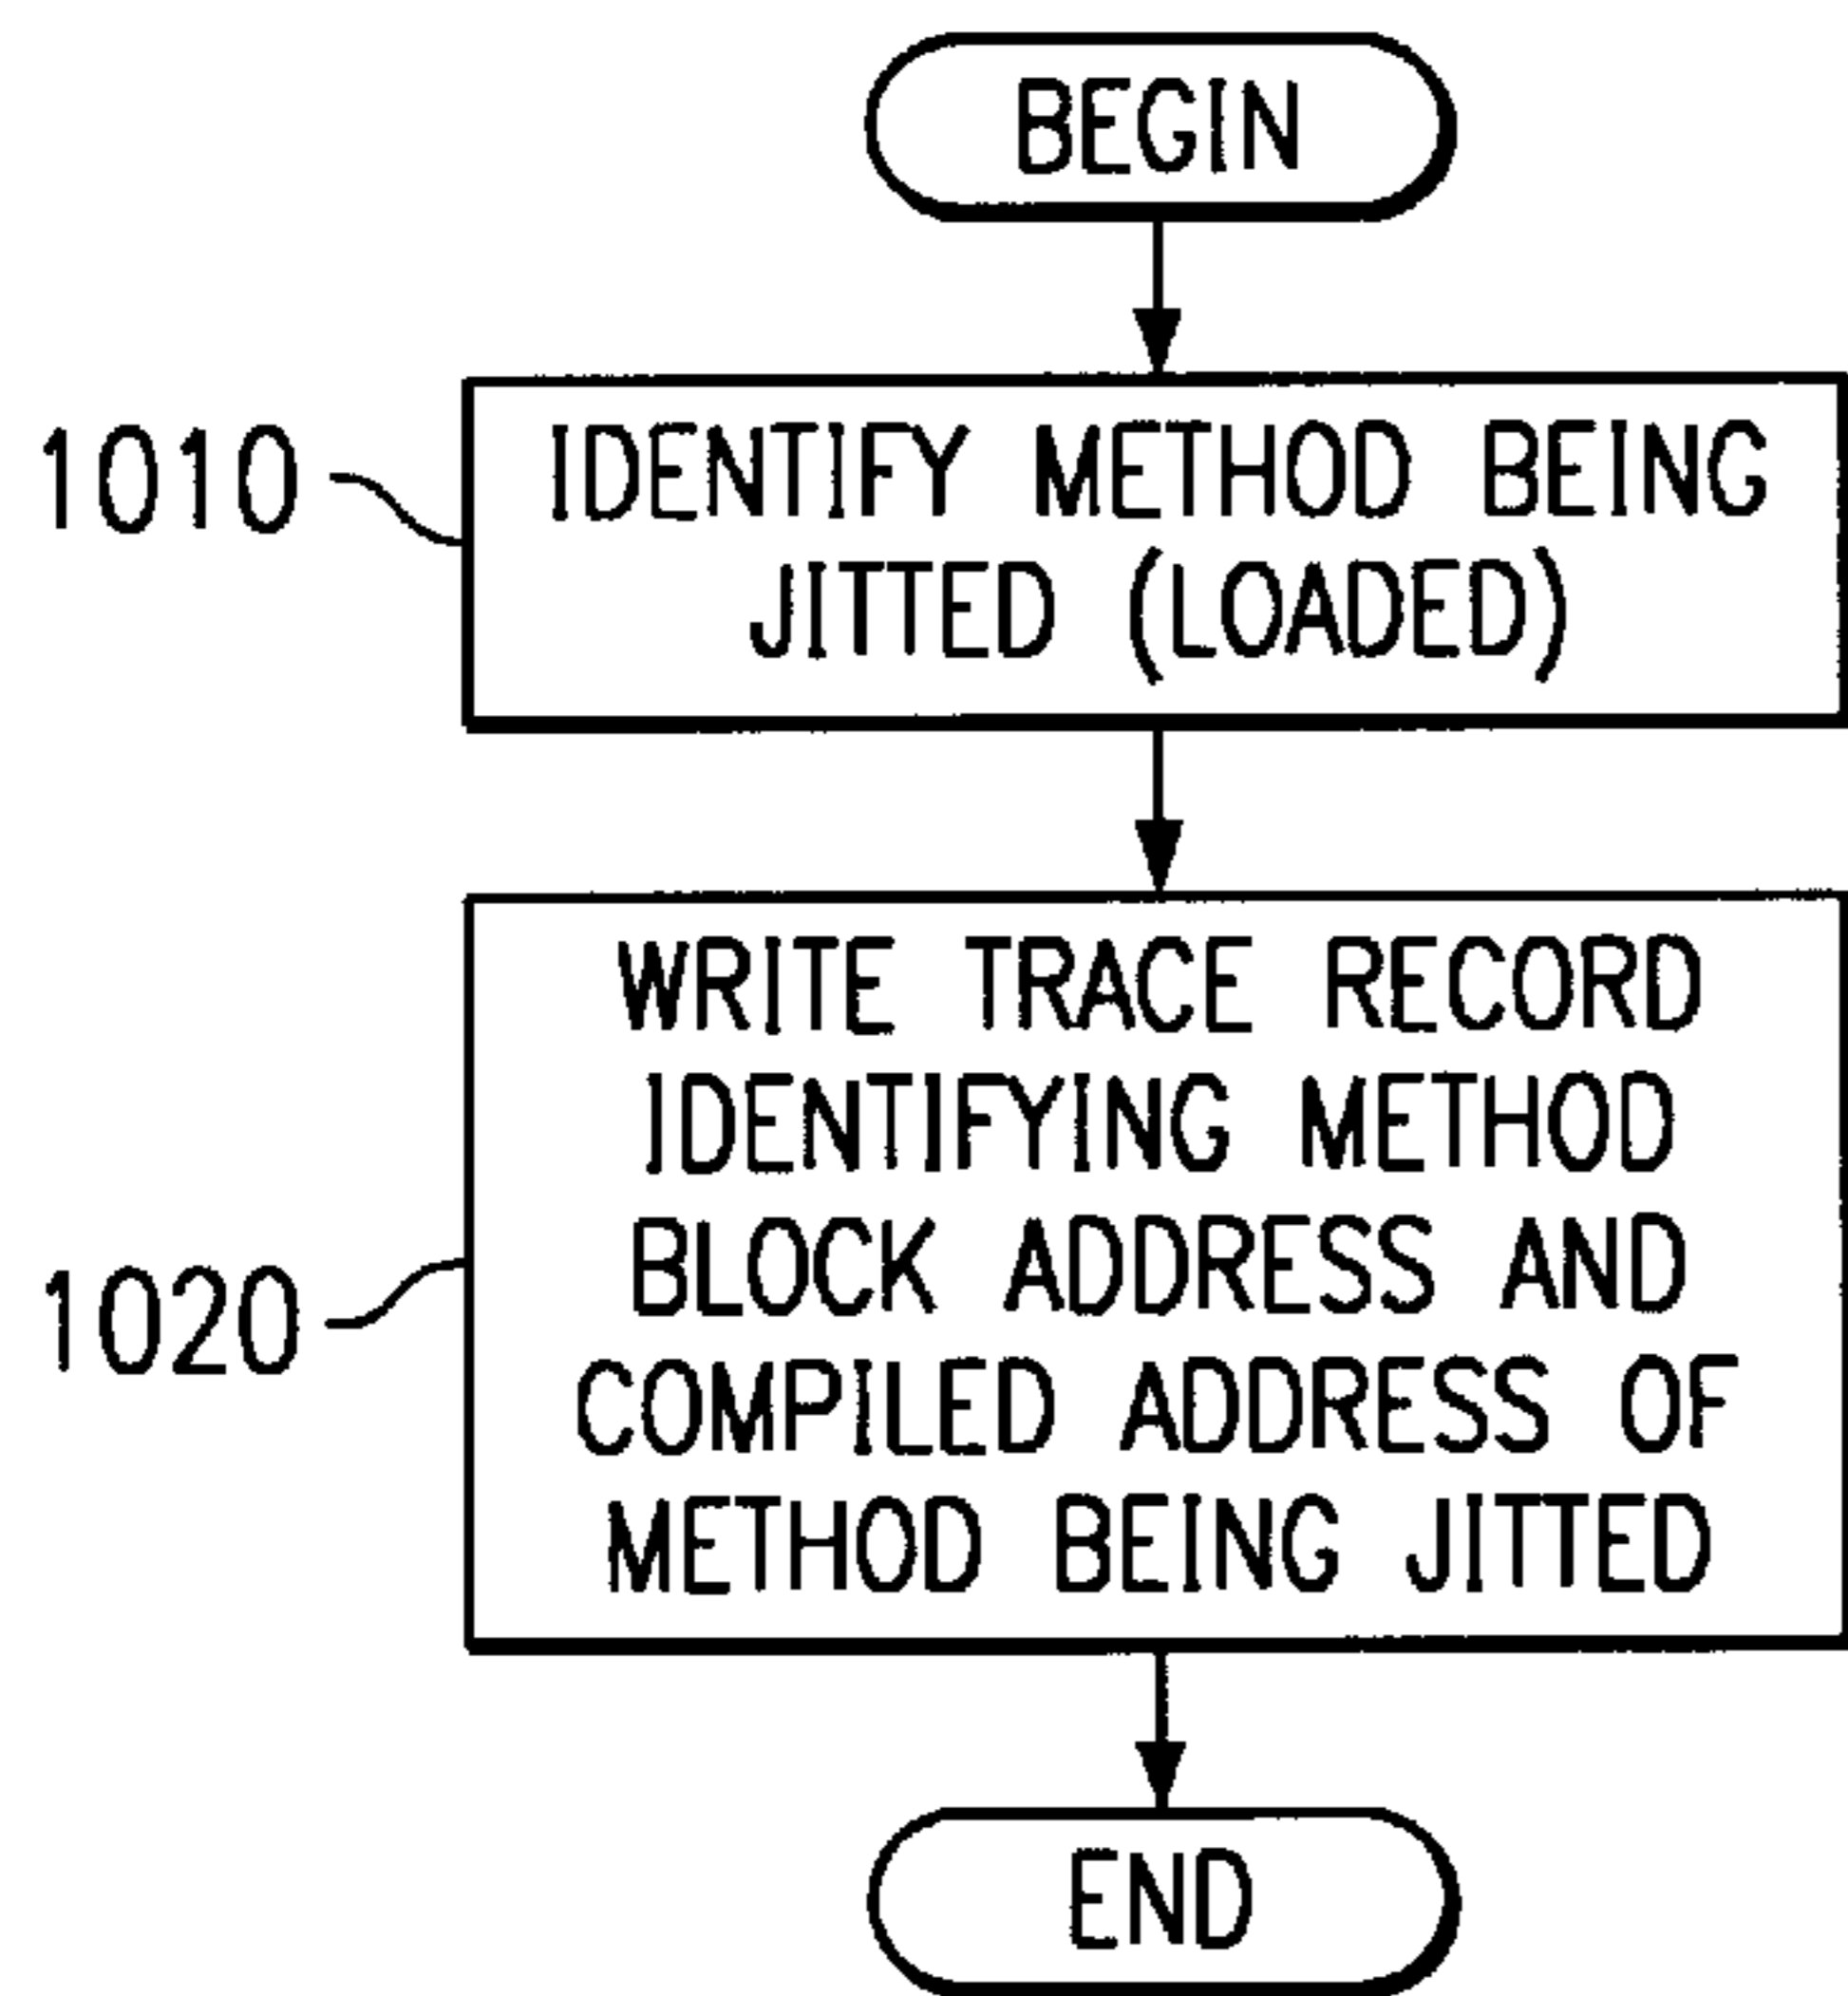 BEGIN
1010
IDENTIFY METHOD BEING
JITTED (LOADED)
1020
WRITE TRACE RECORD
IDENTIFYING METHOD
BLOCK ADDRESS AND
COMPILED ADDRESS OF
METHOD BEING JITTED
END